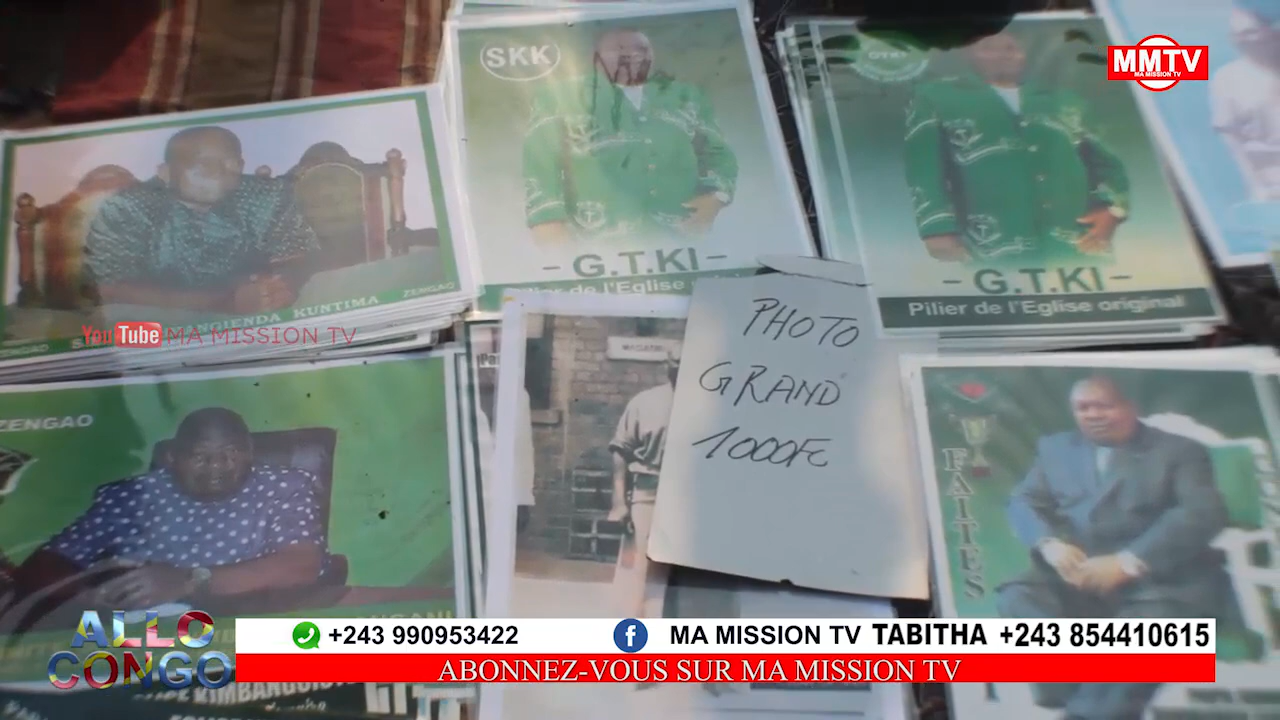 MMTV
MA MISSION TV
SKK
- G.T.KI -
Pilier de l'Eglise
- G.T.KI -
Pilier de l'Eglise original
KUNTIMA
ZENGAO
YouTube MA MISSION TV
PHOTO
GRAND
1000FC
ZENGAO
FAITES
ALLO
CONGO
+243 990953422
MA MISSION TV TABITHA +243 854410615
ABONNEZ-VOUS SUR MA MISSION TV